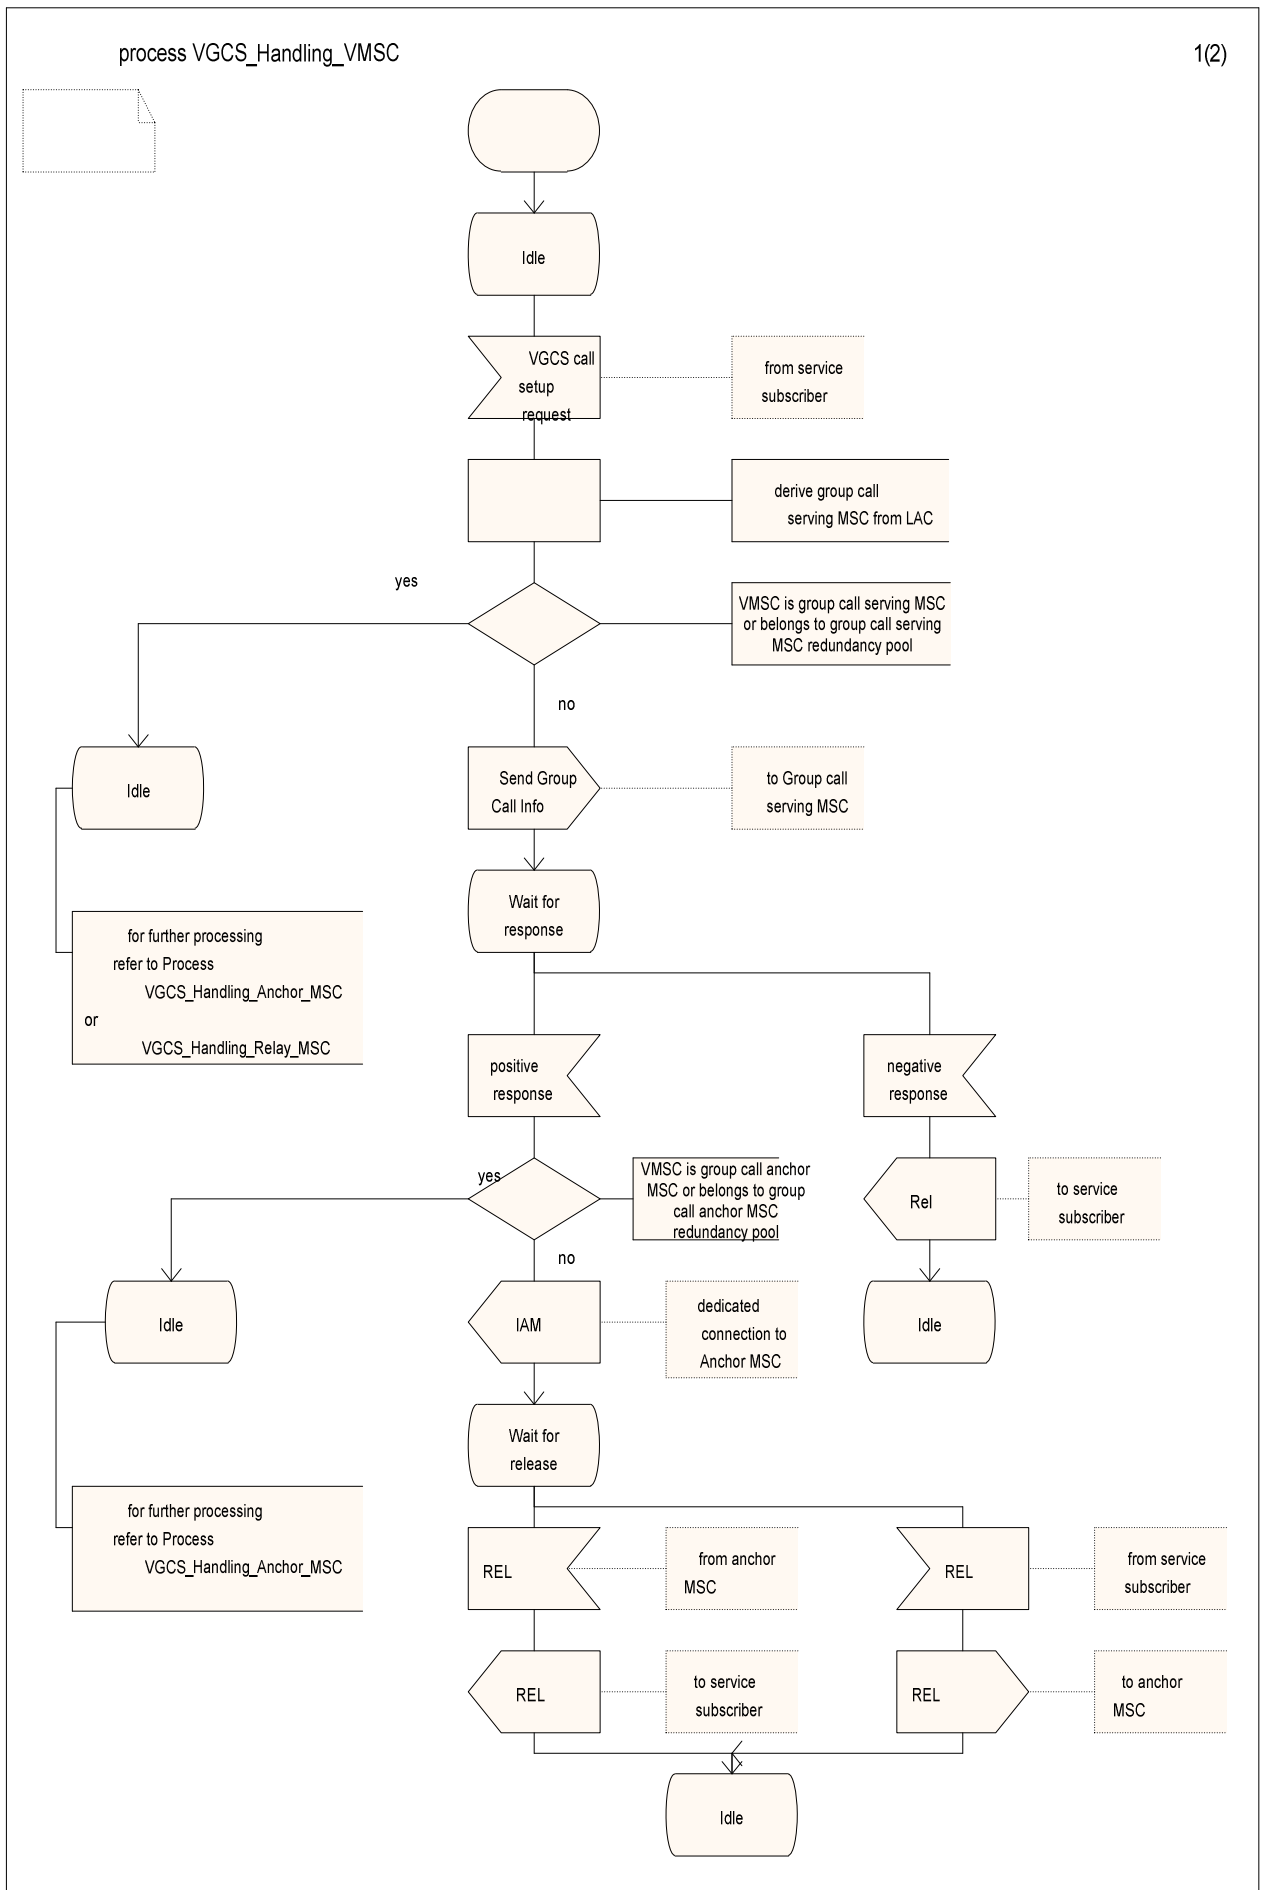 process VGCS_Handling_VMSC
1(2)
Idle
VGCS call
setup
request
from service
subscriber
derive group call
serving MSC from LAC
yes
VMSC is group call serving MSC
or belongs to group call serving
MSC redundancy pool
no
Idle
Send Group
Call Info
to Group call
serving MSC
Wait for
response
for further processing
refer to Process
VGCS_Handling_Anchor_MSC
or
VGCS_Handling_Relay_MSC
positive
response
negative
response
yes
VMSC is group call anchor
MSC or belongs to group
call anchor MSC
redundancy pool
Rel
to service
subscriber
no
Idle
IAM
dedicated
connection to
Anchor MSC
Idle
Wait for
release
for further processing
refer to Process
VGCS_Handling_Anchor_MSC
REL
from anchor
MSC
REL
from service
subscriber
REL
to service
subscriber
REL
to anchor
MSC
Idle